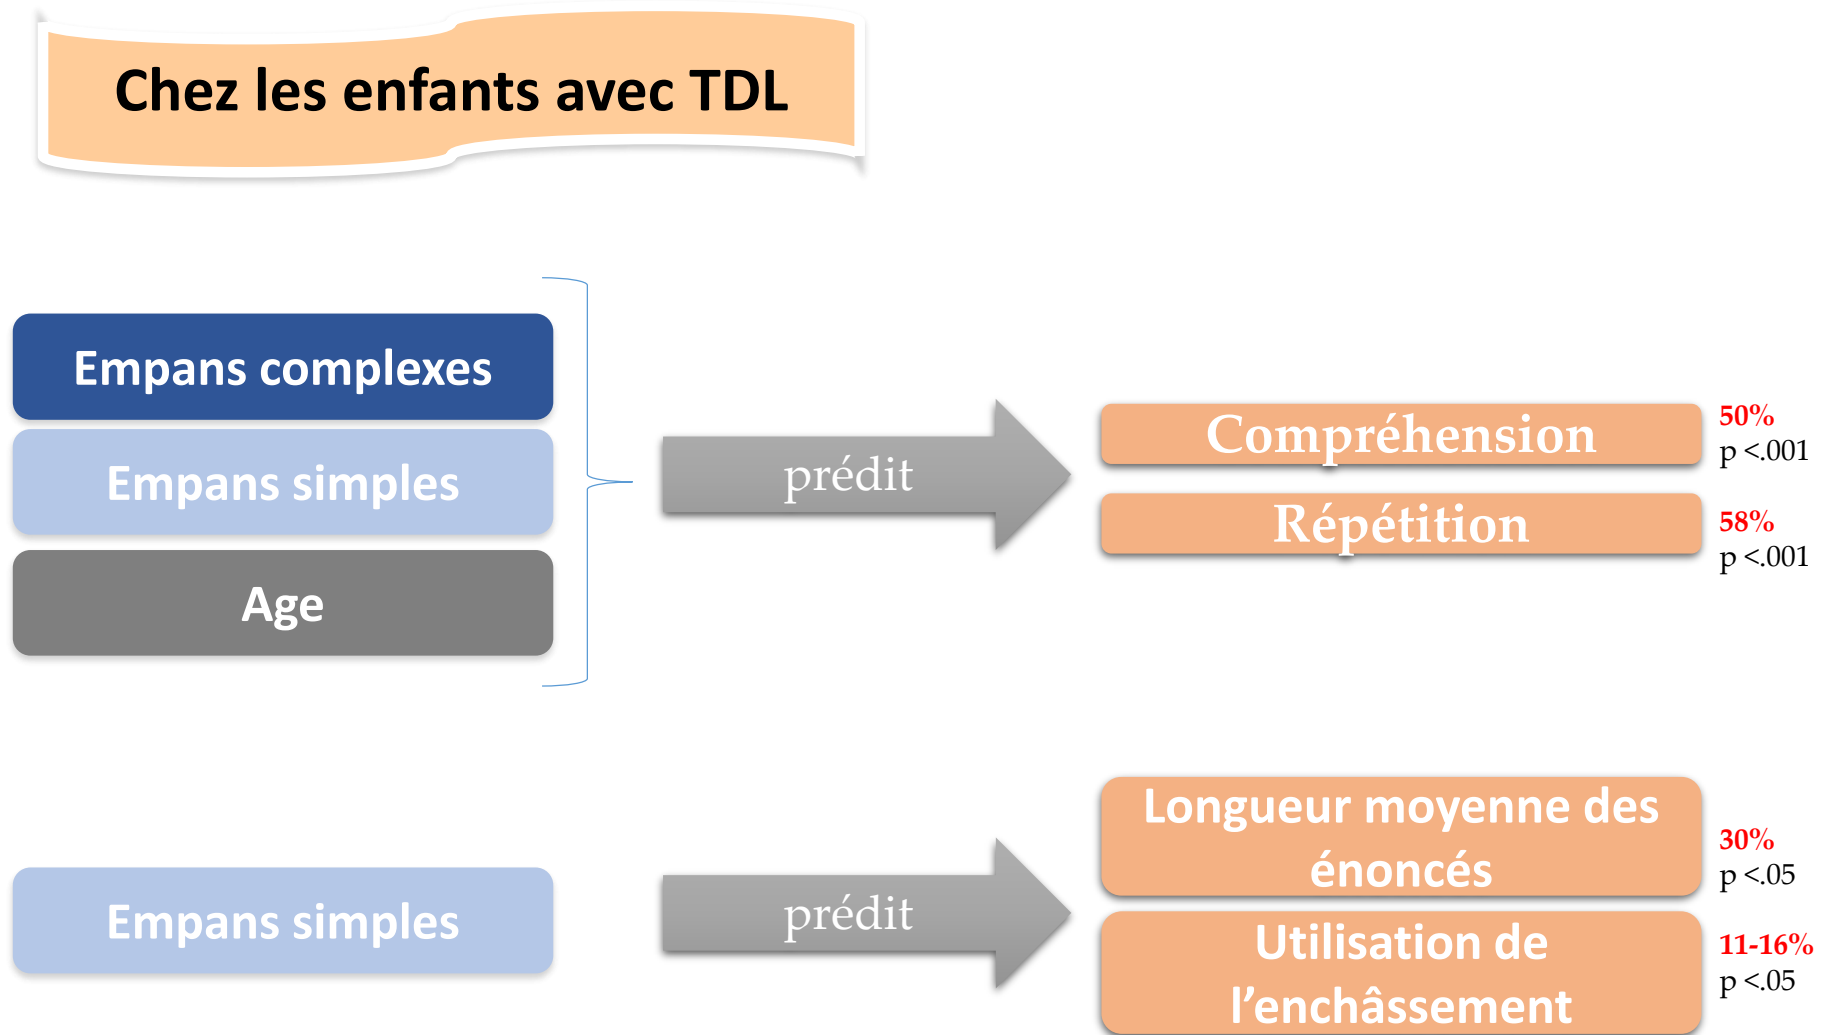 Chez les enfants avec TDL
Empans complexes
Empans simples
Age
prédit
Compréhension
50%
p <.001
Répétition
58%
p <.001
Empans simples
prédit
Longueur moyenne des
énoncés
30%
p <.05
Utilisation de
l’enchâssement
11-16%
p <.05